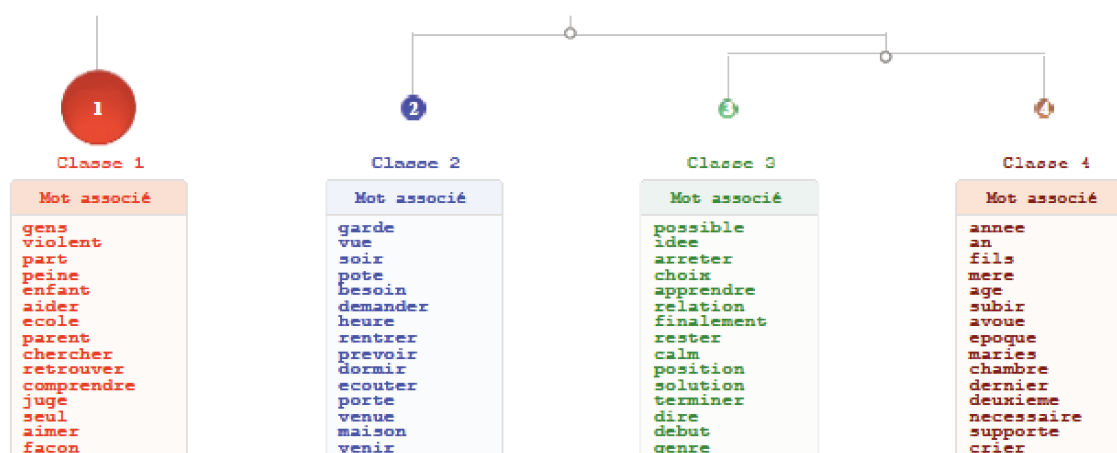 1
2
3
4
Classe 1
Classe 2
Classe 3
Classe 4
Mot associé
Mot associé
Mot associé
Mot associé
gens
violent
part
peine
enfant
aider
ecole
parent
chercher
retrouver
comprendre
juge
seul
aimer
façon
garde
vue
soir
pote
besoin
demander
heure
rentrer
prevoir
dormir
ecouter
porte
venue
maison
venir
possible
idee
arreter
choix
apprendre
relation
finalement
rester
calm
position
solution
terminer
dire
debut
genre
annee
an
fils
mere
age
subir
avoue
epoque
maries
chambre
dernier
deuxieme
necessaire
supporte
crier